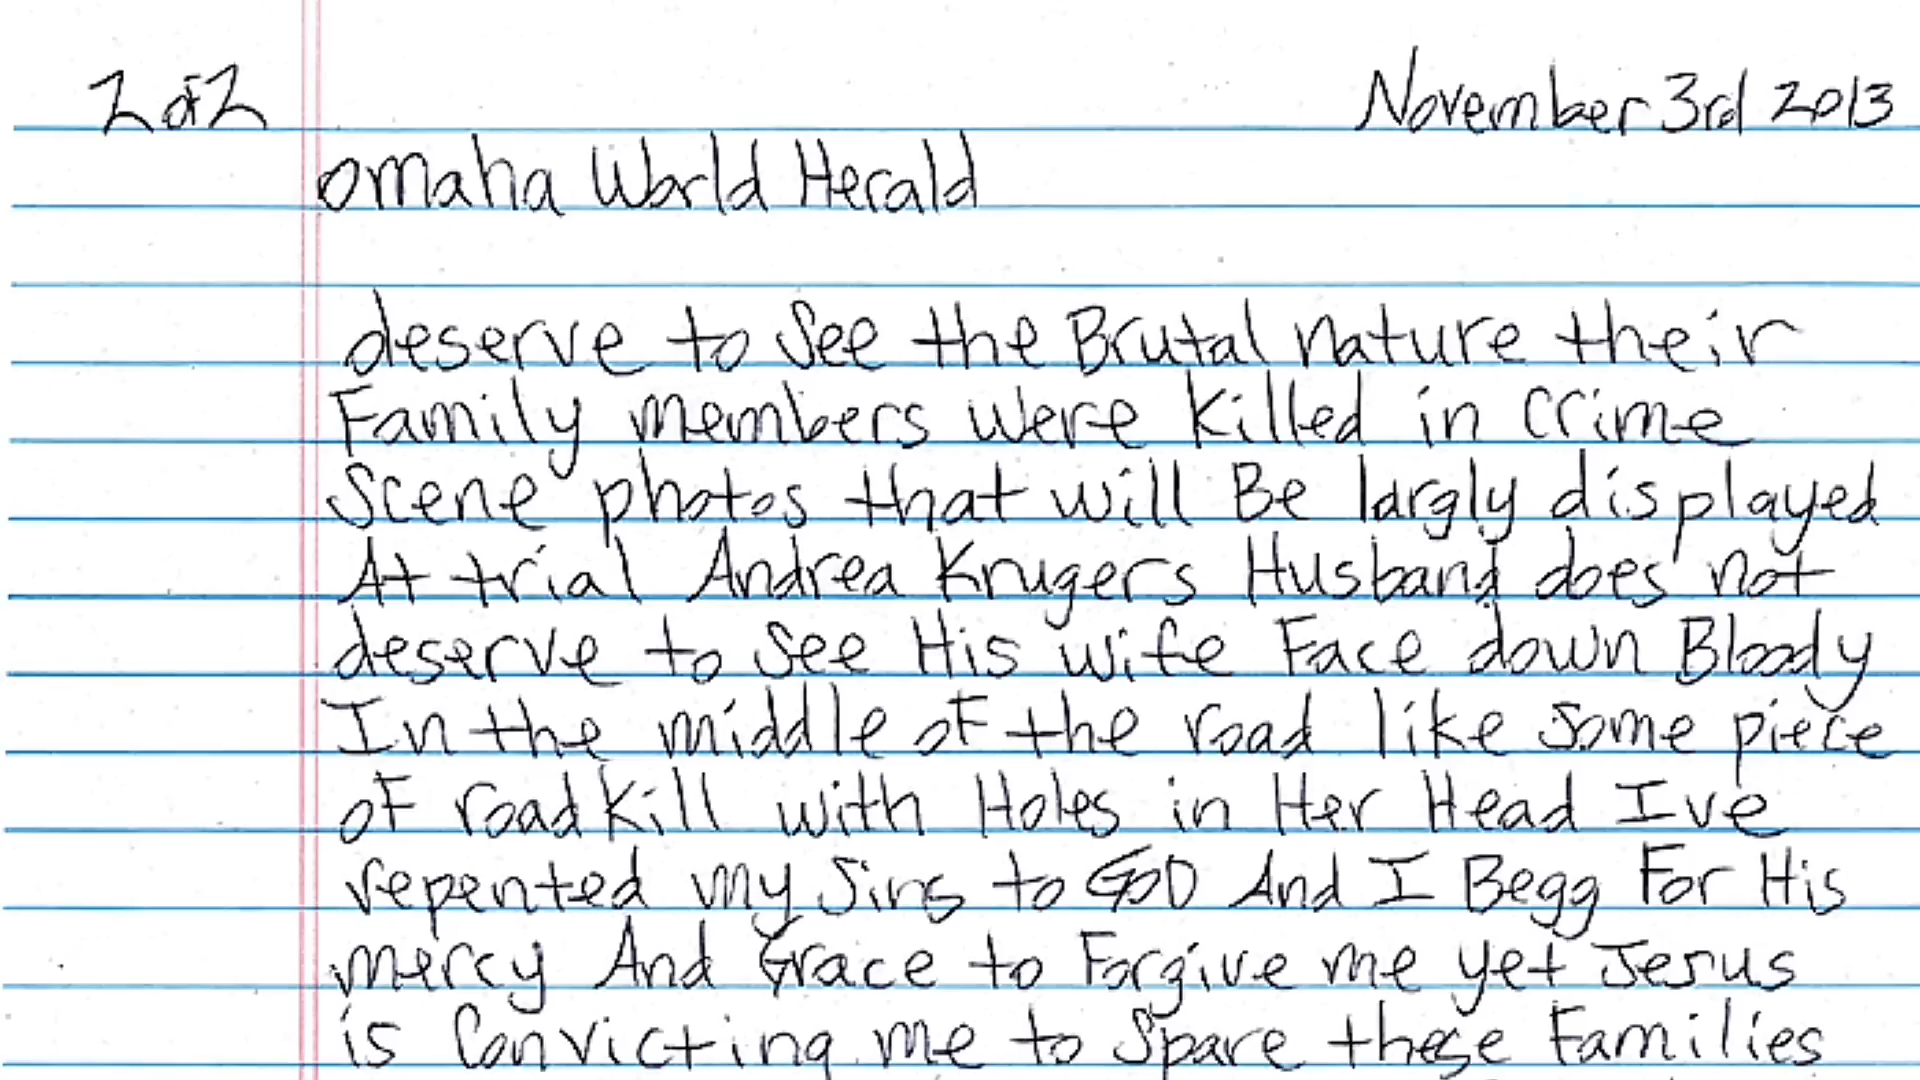 2 of 2
November 3rd 2013
Omaha World Herald
deserve to See the Brutal nature their
Family members were killed in crime
Scene photos that will Be largly displayed
At trial Andrea Krugers Husband does not
deserve to see His wife Face down Bloody
In the middle of the road like some piece
of roadkill with Holes in Her Head Ive
repented my Sins to GOD And I Begg For His
mercy And Grace to Forgive me yet Jesus
is Convicting me to Spare these Families